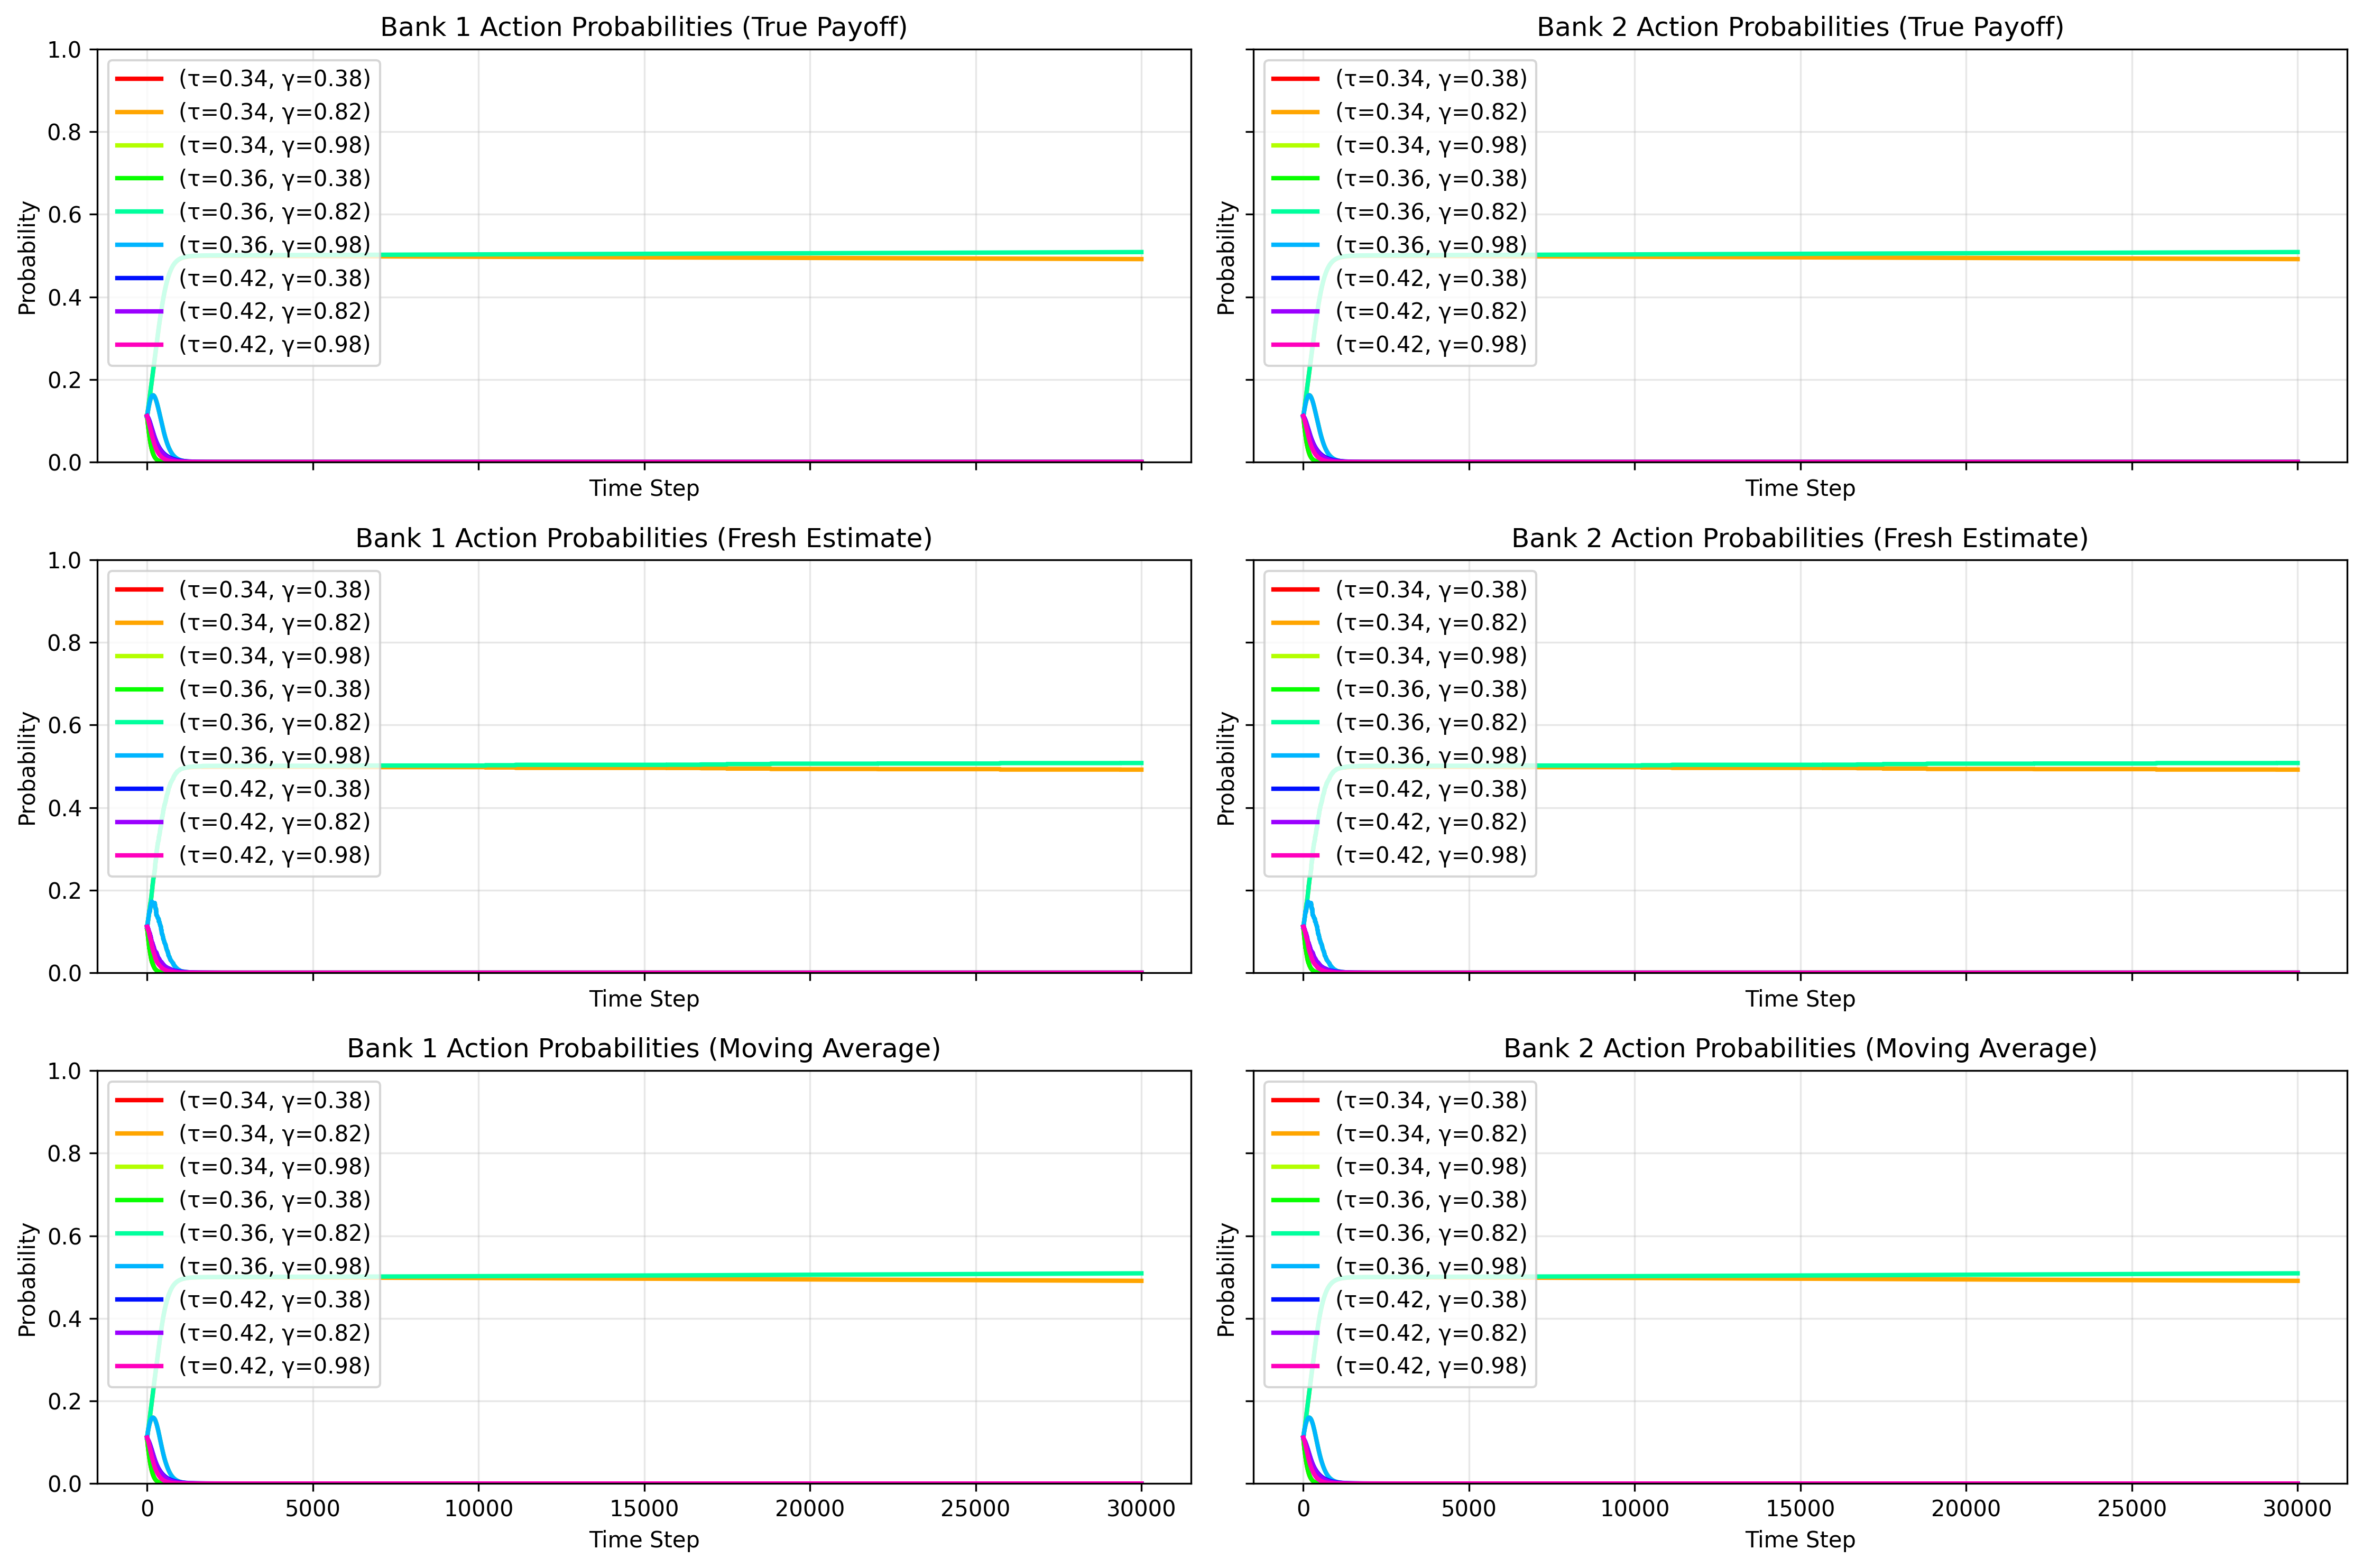 Bank 1 Action Probabilities (True Payoff)
Probability
1.0
0.8
0.6
0.4
0.2
0.0
(τ=0.34, γ=0.38)
(τ=0.34, γ=0.82)
(τ=0.34, γ=0.98)
(τ=0.36, γ=0.38)
(τ=0.36, γ=0.82)
(τ=0.36, γ=0.98)
(τ=0.42, γ=0.38)
(τ=0.42, γ=0.82)
(τ=0.42, γ=0.98)
Time Step
Bank 2 Action Probabilities (True Payoff)
Probability
(τ=0.34, γ=0.38)
(τ=0.34, γ=0.82)
(τ=0.34, γ=0.98)
(τ=0.36, γ=0.38)
(τ=0.36, γ=0.82)
(τ=0.36, γ=0.98)
(τ=0.42, γ=0.38)
(τ=0.42, γ=0.82)
(τ=0.42, γ=0.98)
Time Step
Bank 1 Action Probabilities (Fresh Estimate)
Probability
1.0
0.8
0.6
0.4
0.2
0.0
(τ=0.34, γ=0.38)
(τ=0.34, γ=0.82)
(τ=0.34, γ=0.98)
(τ=0.36, γ=0.38)
(τ=0.36, γ=0.82)
(τ=0.36, γ=0.98)
(τ=0.42, γ=0.38)
(τ=0.42, γ=0.82)
(τ=0.42, γ=0.98)
Time Step
Bank 2 Action Probabilities (Fresh Estimate)
Probability
(τ=0.34, γ=0.38)
(τ=0.34, γ=0.82)
(τ=0.34, γ=0.98)
(τ=0.36, γ=0.38)
(τ=0.36, γ=0.82)
(τ=0.36, γ=0.98)
(τ=0.42, γ=0.38)
(τ=0.42, γ=0.82)
(τ=0.42, γ=0.98)
Time Step
Bank 1 Action Probabilities (Moving Average)
Probability
1.0
0.8
0.6
0.4
0.2
0.0
(τ=0.34, γ=0.38)
(τ=0.34, γ=0.82)
(τ=0.34, γ=0.98)
(τ=0.36, γ=0.38)
(τ=0.36, γ=0.82)
(τ=0.36, γ=0.98)
(τ=0.42, γ=0.38)
(τ=0.42, γ=0.82)
(τ=0.42, γ=0.98)
0 5000 10000 15000 20000 25000 30000
Time Step
Bank 2 Action Probabilities (Moving Average)
Probability
(τ=0.34, γ=0.38)
(τ=0.34, γ=0.82)
(τ=0.34, γ=0.98)
(τ=0.36, γ=0.38)
(τ=0.36, γ=0.82)
(τ=0.36, γ=0.98)
(τ=0.42, γ=0.38)
(τ=0.42, γ=0.82)
(τ=0.42, γ=0.98)
0 5000 10000 15000 20000 25000 30000
Time Step